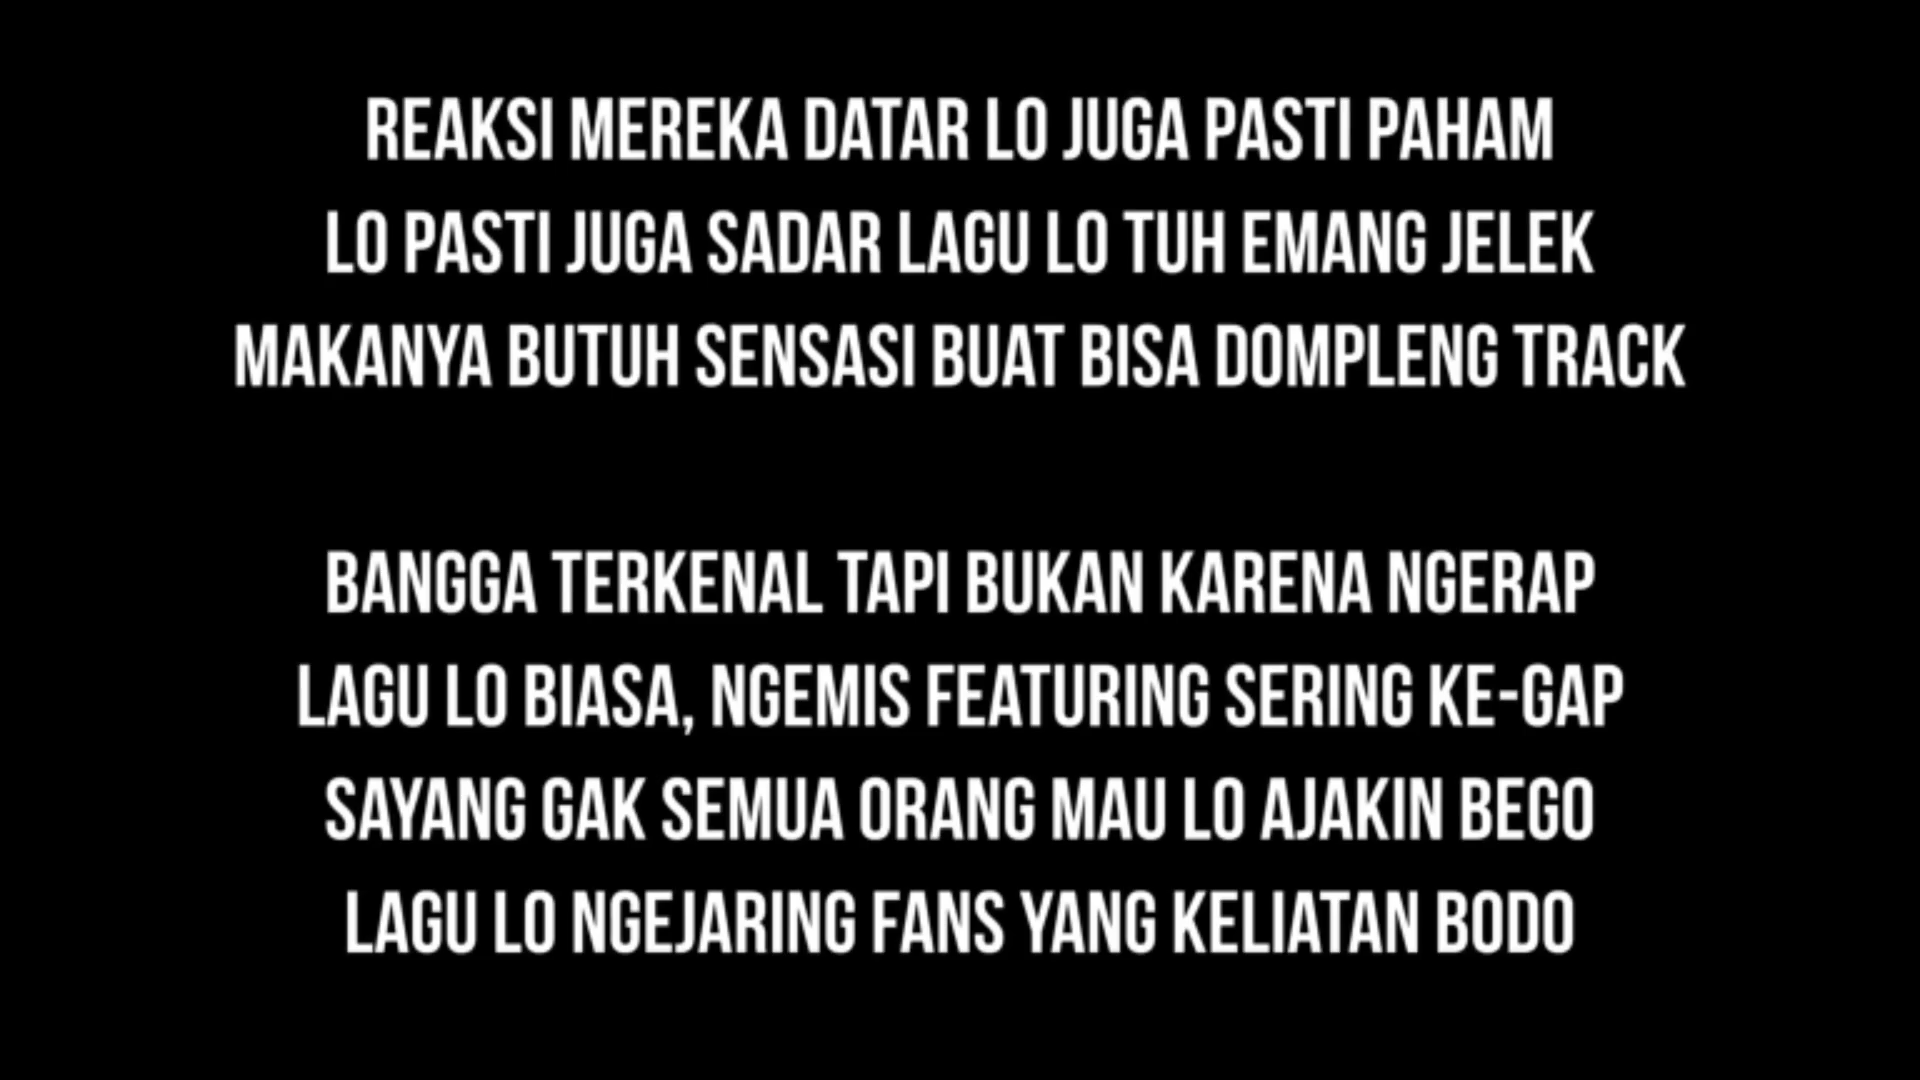 REAKSI MEREKA DATAR LO JUGA PASTI PAHAM
LO PASTI JUGA SADAR LAGU LO TUH EMANG JELEK
MAKANYA BUTUH SENSASI BUAT BISA DOMPLENG TRACK
BANGGA TERKENAL TAPI BUKAN KARENA NGERAP
LAGU LO BIASA, NGEMIS FEATURING SERING KE-GAP
SAYANG GAK SEMUA ORANG MAU LO AJAKIN BEGO
LAGU LO NGEJARING FANS YANG KELIATAN BODO